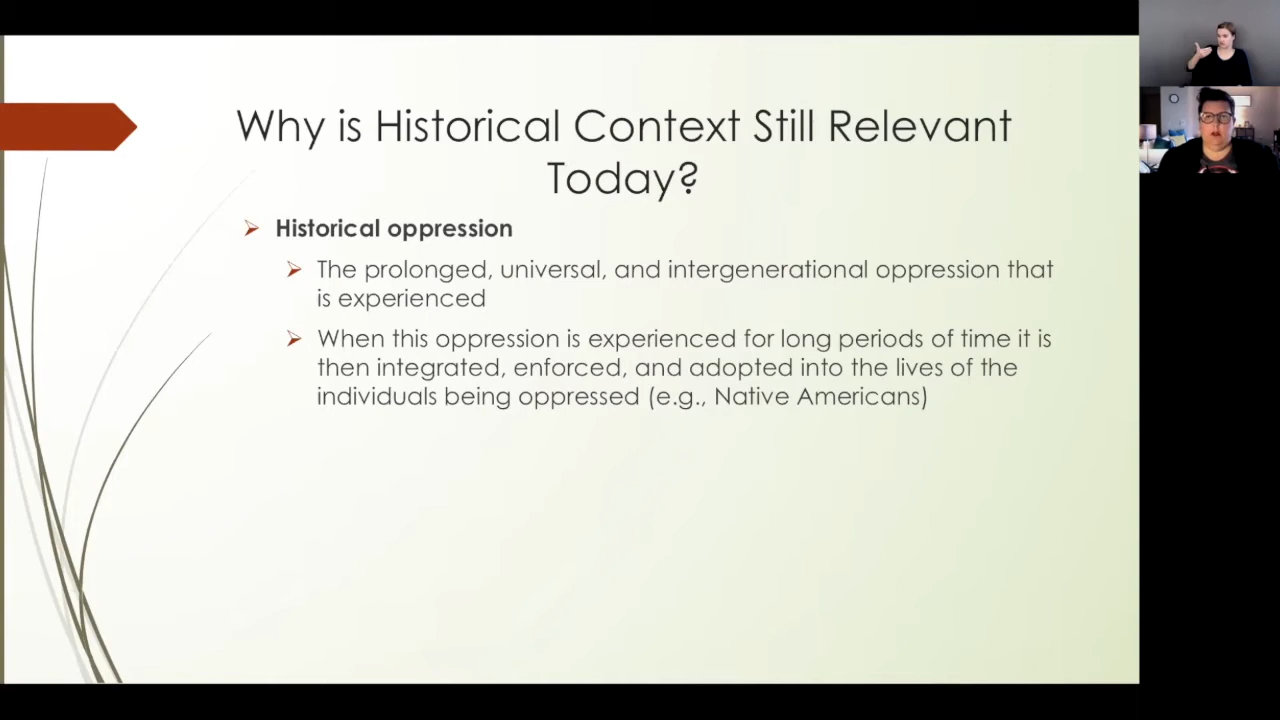 Why is Historical Context Still Relevant
Today?
Historical oppression
The prolonged, universal, and intergenerational oppression that
is experienced
When this oppression is experienced for long periods of time it is
then integrated, enforced, and adopted into the lives of the
individuals being oppressed (e.g., Native Americans)